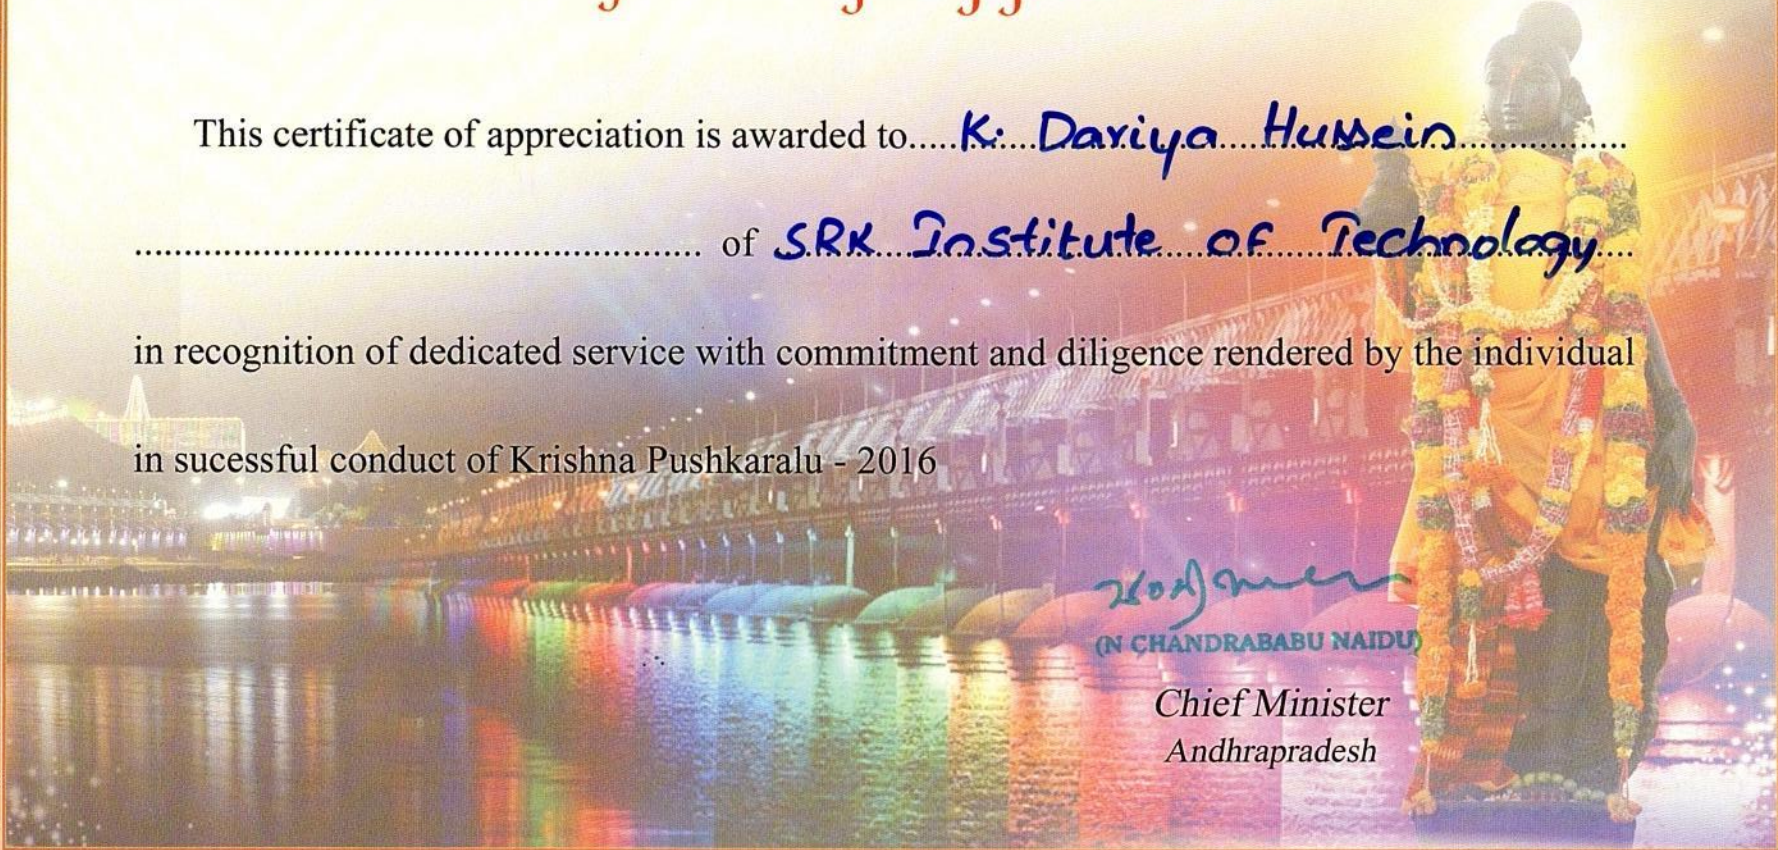 This certificate of appreciation is awarded to.....K....Dariya....Hussein.................
......................................................... of SRK Institute of Technology....
in recognition of dedicated service with commitment and diligence rendered by the individual
in sucessful conduct of Krishna Pushkaralu - 2016
(N CHANDRABABU NAIDU)
Chief Minister
Andhrapradesh